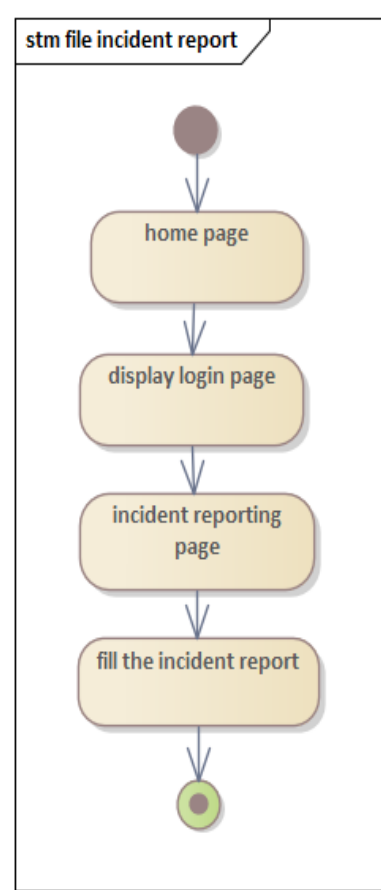 stm file incident report
home page
display login page
incident reporting
page
fill the incident report